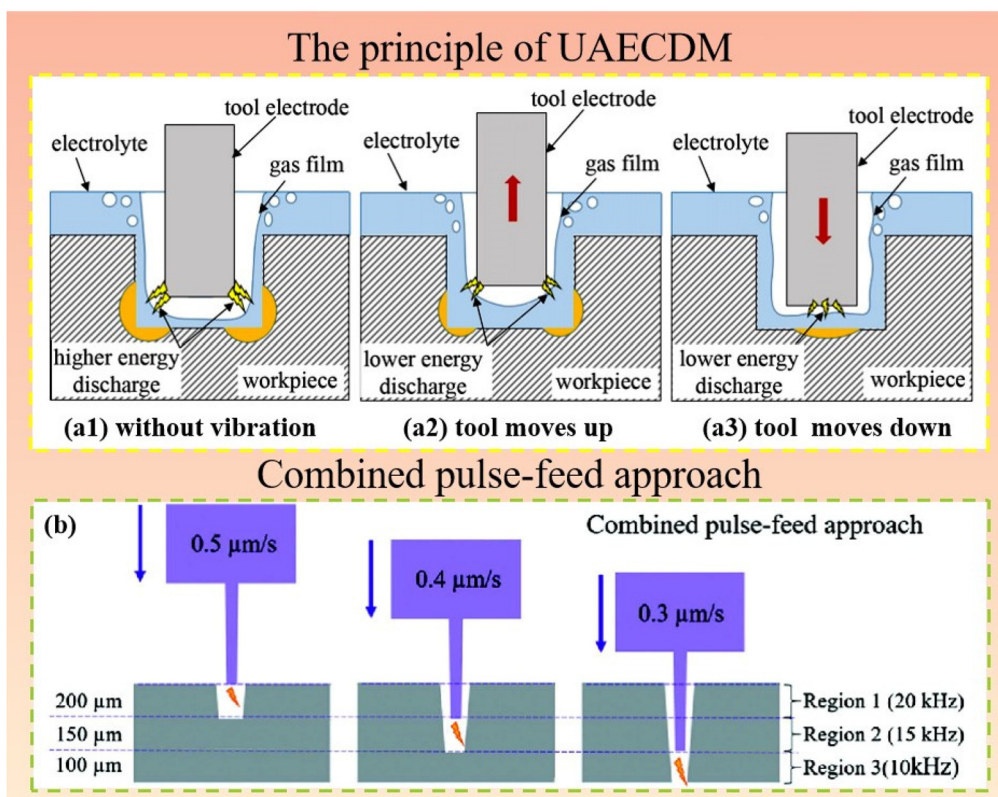 The principle of UAECDM
electrolyte
tool electrode
gas film
higher energy
discharge
workpiece
(a1) without vibration
electrolyte
tool electrode
gas film
lower energy
discharge
workpiece
(a2) tool moves up
electrolyte
tool electrode
gas film
lower energy
discharge
workpiece
(a3) tool moves down
Combined pulse-feed approach
(b)
Combined pulse-feed approach
0.5 µm/s
0.4 µm/s
0.3 µm/s
200 µm
Region 1 (20 kHz)
150 µm
Region 2 (15 kHz)
100 µm
Region 3(10kHz)